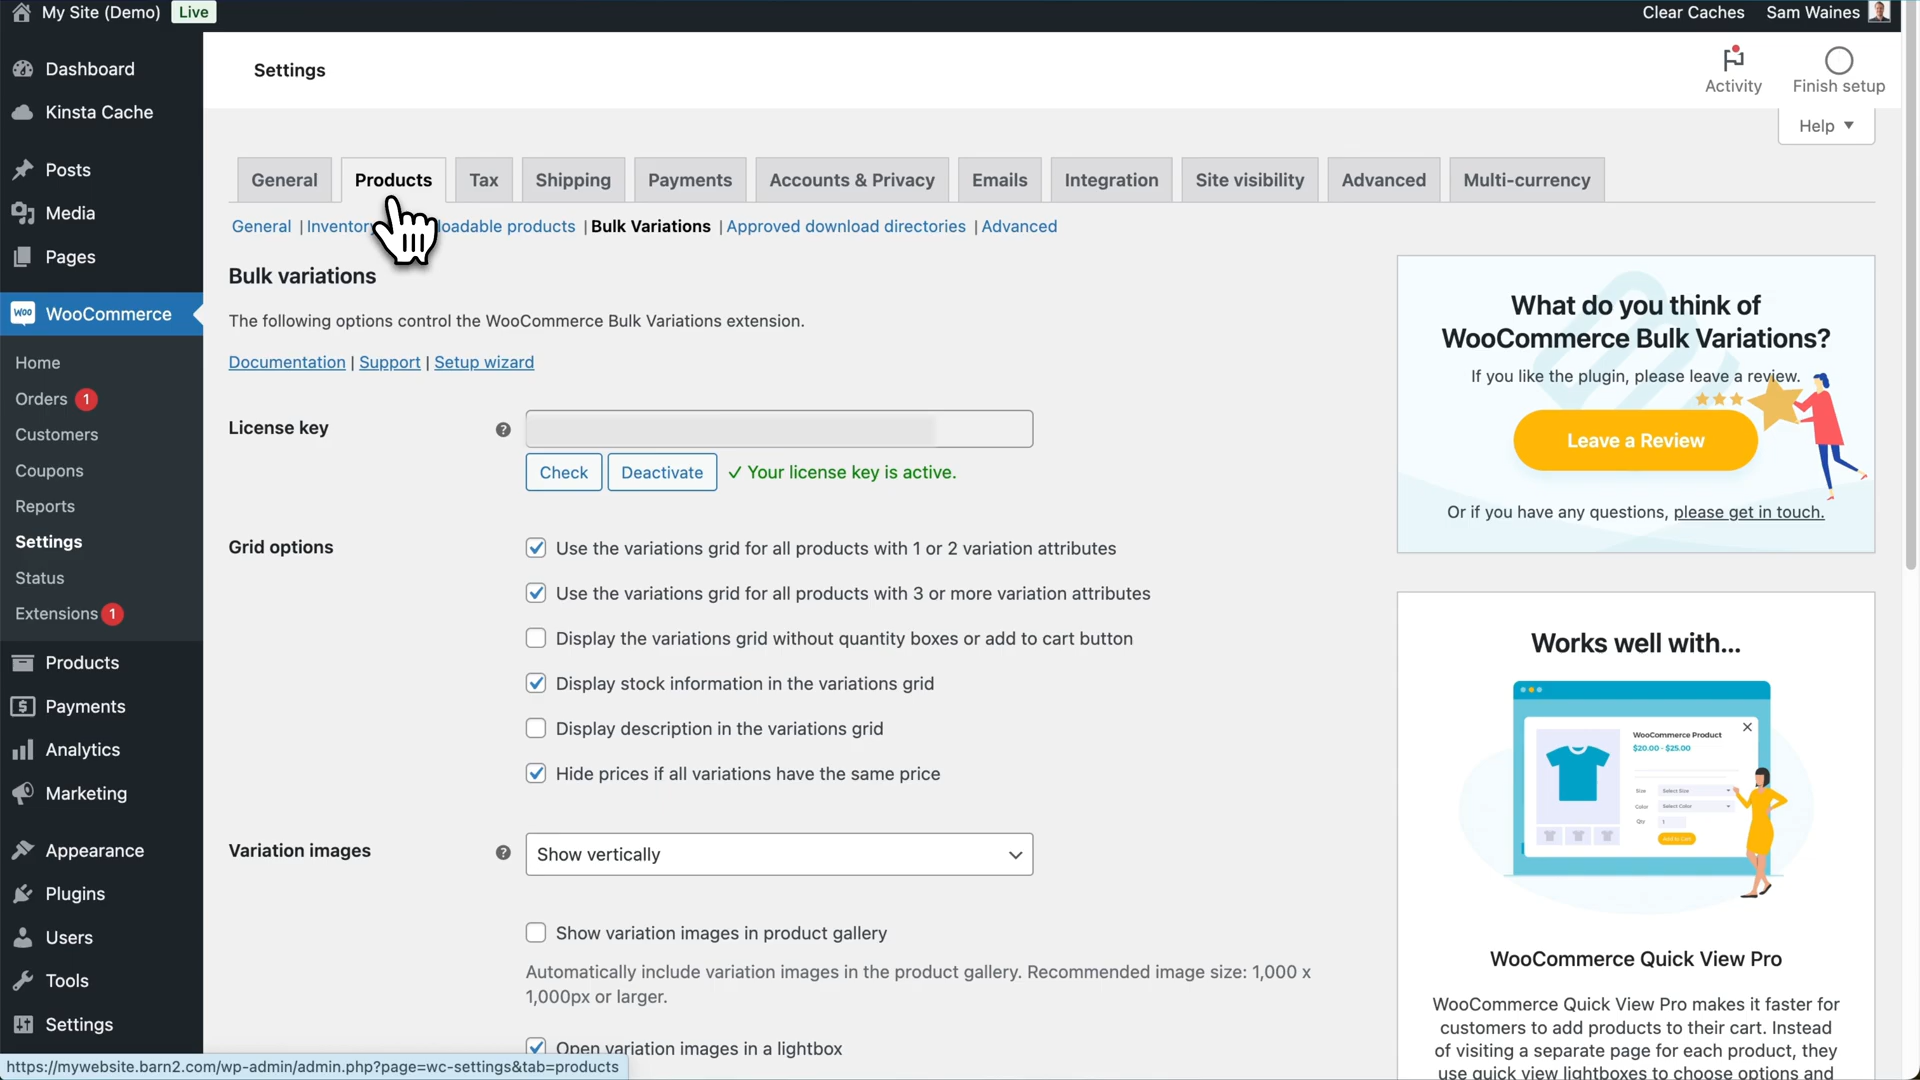 My Site (Demo) Live
Clear Caches Sam Waines
Dashboard
Kinsta Cache
Posts
Media
Pages
WooCommerce
Home
Orders 1
Customers
Coupons
Reports
Settings
Status
Extensions 1
Products
Payments
Analytics
Marketing
Appearance
Plugins
Users
Tools
Settings
Settings
Activity
Finish setup
Help
General Products Tax Shipping Payments Accounts & Privacy Emails Integration Site visibility Advanced Multi-currency
General | Inventory loadable products | Bulk Variations | Approved download directories | Advanced
Bulk variations
The following options control the WooCommerce Bulk Variations extension.
Documentation | Support | Setup wizard
License key
Check Deactivate ✓ Your license key is active.
Grid options
Use the variations grid for all products with 1 or 2 variation attributes
Use the variations grid for all products with 3 or more variation attributes
Display the variations grid without quantity boxes or add to cart button
Display stock information in the variations grid
Display description in the variations grid
Hide prices if all variations have the same price
Variation images
Show vertically
Show variation images in product gallery
Automatically include variation images in the product gallery. Recommended image size: 1,000 x
1,000px or larger.
Open variation images in a lightbox
What do you think of
WooCommerce Bulk Variations?
If you like the plugin, please leave a review.
Leave a Review
Or if you have any questions, please get in touch.
Works well with...
WooCommerce Product
$20.00 - $25.00
Size Select Size
Color Select Color
Qty 1
Add to Cart
WooCommerce Quick View Pro
WooCommerce Quick View Pro makes it faster for
customers to add products to their cart. Instead
of visiting a separate page for each product, they
use quick view lightboxes to choose options and
https://mywebsite.barn2.com/wp-admin/admin.php?page=wc-settings&tab=products